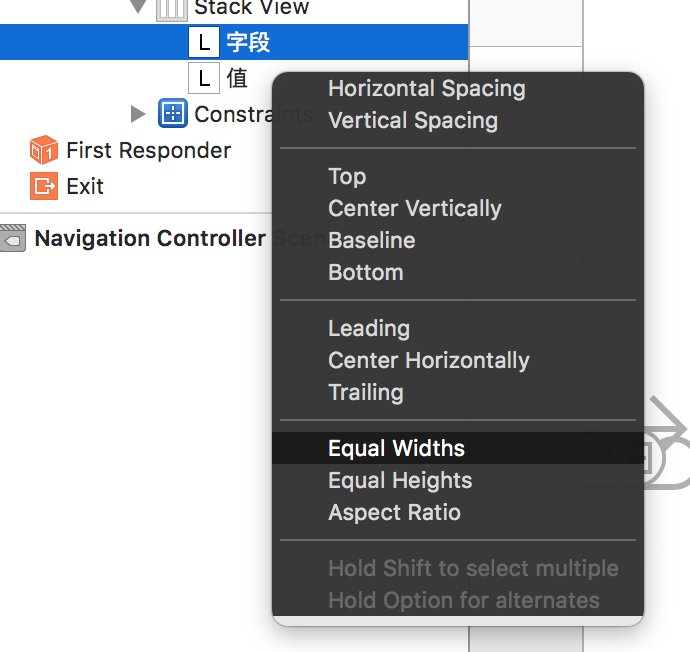 Stack View
L 字段
L 值
Constraints
First Responder
Exit
Navigation Controller Scen
Horizontal Spacing
Vertical Spacing
Top
Center Vertically
Baseline
Bottom
Leading
Center Horizontally
Trailing
Equal Widths
Equal Heights
Aspect Ratio
Hold Shift to select multiple
Hold Option for alternates